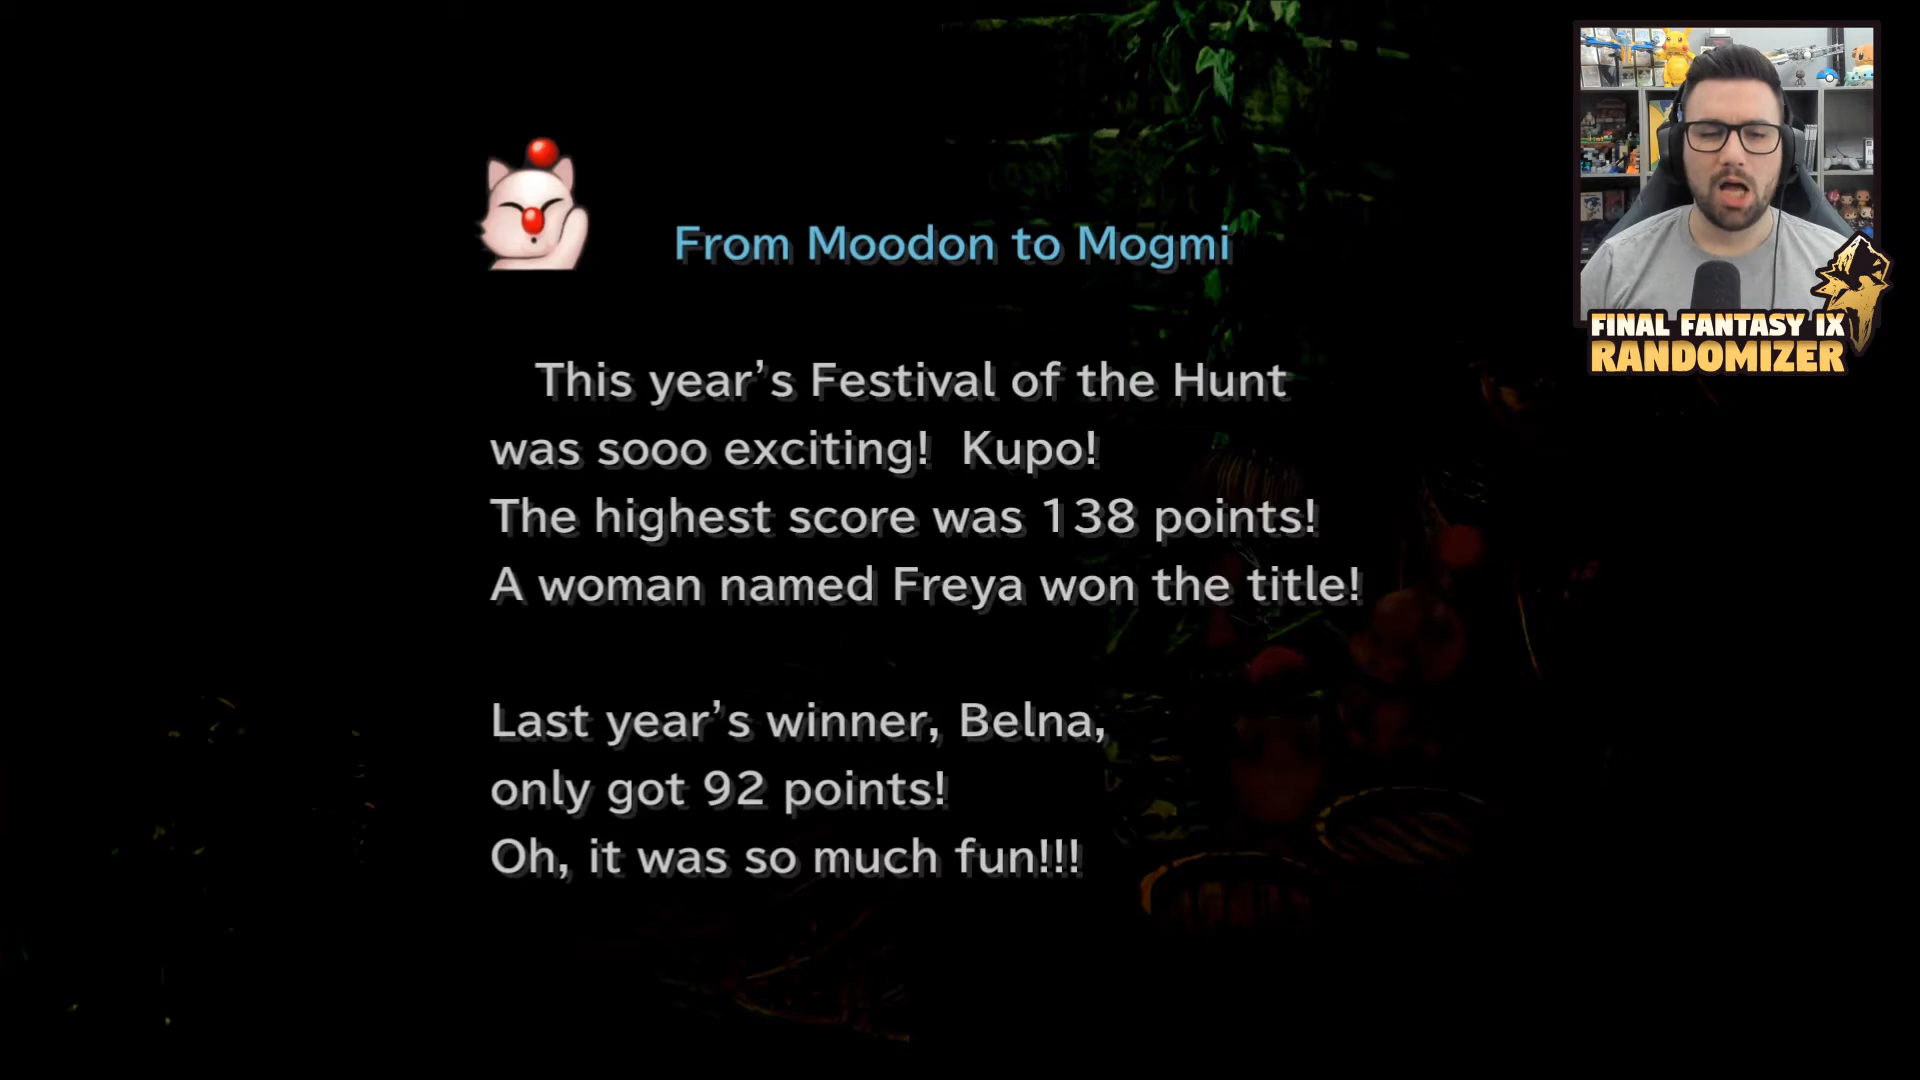 From Moodon to Mogmi
This year's Festival of the Hunt
was sooo exciting!  Kupo!
The highest score was 138 points!
A woman named Freya won the title!
Last year's winner, Belna,
only got 92 points!
Oh, it was so much fun!!!
FINAL FANTASY IX
RANDOMIZER